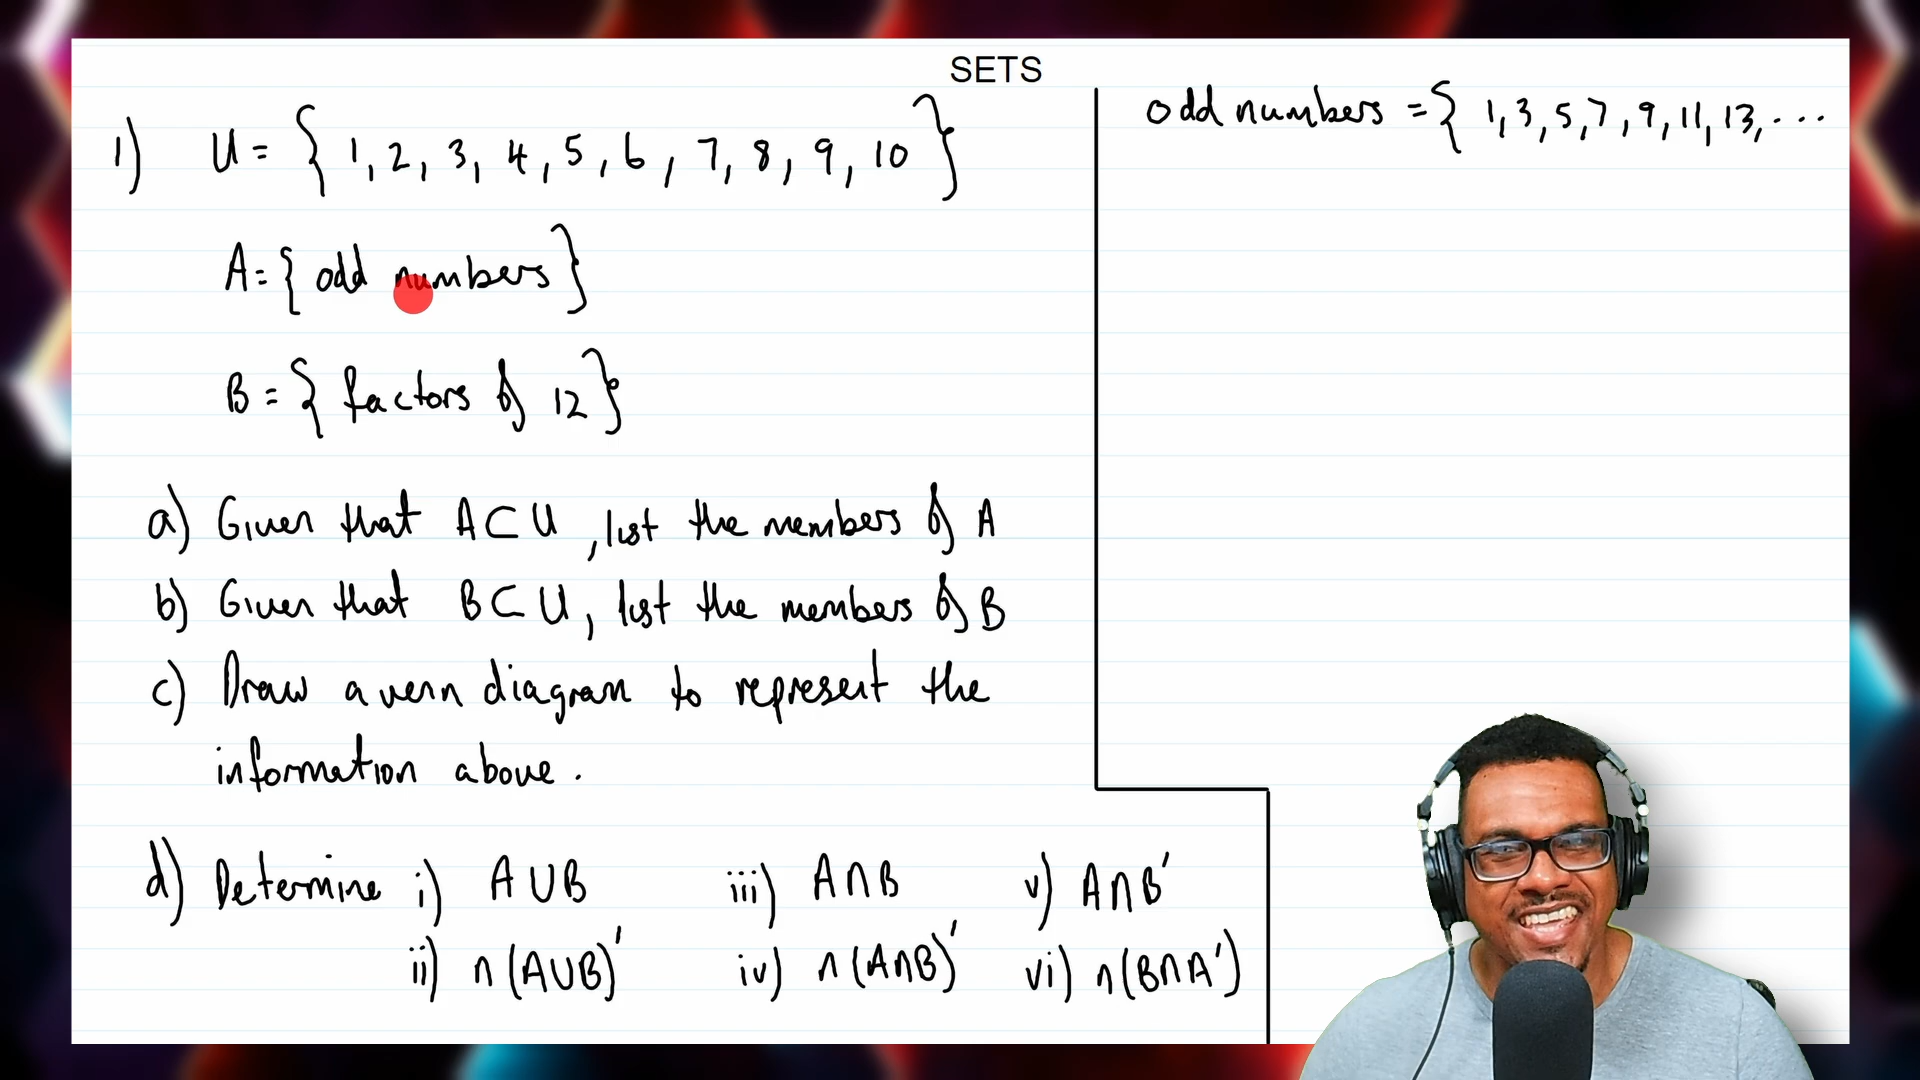 SETS
1) U = { 1, 2, 3, 4, 5, 6, 7, 8, 9, 10 }
A = { odd numbers }
B = { factors of 12 }
a) Given that A ⊂ U, list the members of A
b) Given that B ⊂ U, list the members of B
c) Draw a venn diagram to represent the
information above.
d) Determine i) A ∪ B iii) A ∩ B v) A ∩ B'
ii) n (A ∪ B)' iv) n (A ∩ B)' vi) n (B ∩ A')
odd numbers = { 1, 3, 5, 7, 9, 11, 13, ...